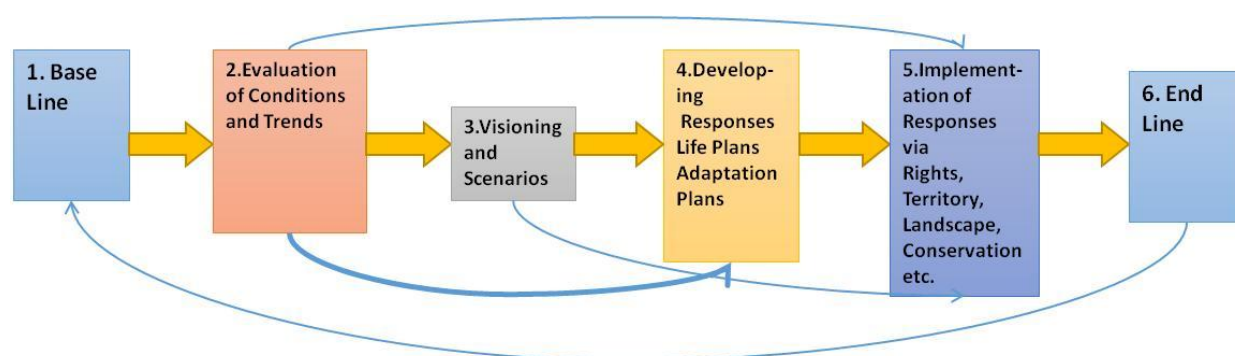 1. Base
Line
2.Evaluation
of Conditions
and Trends
3.Visioning
and
Scenarios
4.Develop-
ing
Responses
Life Plans
Adaptation
Plans
5.Implement-
ation of
Responses
via
Rights,
Territory,
Landscape,
Conservation
etc.
6. End
Line